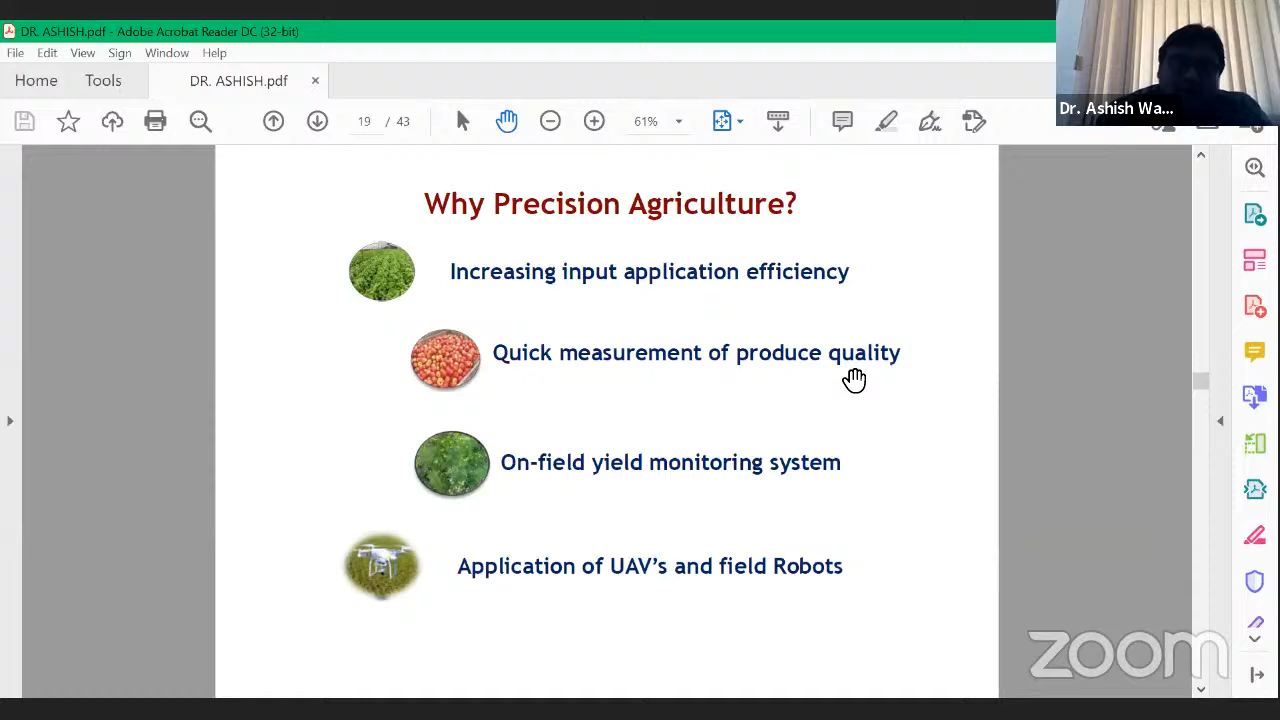 DR. ASHISH.pdf - Adobe Acrobat Reader DC (32-bit)
File Edit View Sign Window Help
Home Tools DR. ASHISH.pdf ×
19 / 43 61%
Dr. Ashish Wa...
Why Precision Agriculture?
Increasing input application efficiency
Quick measurement of produce quality
On-field yield monitoring system
Application of UAV's and field Robots
zoom